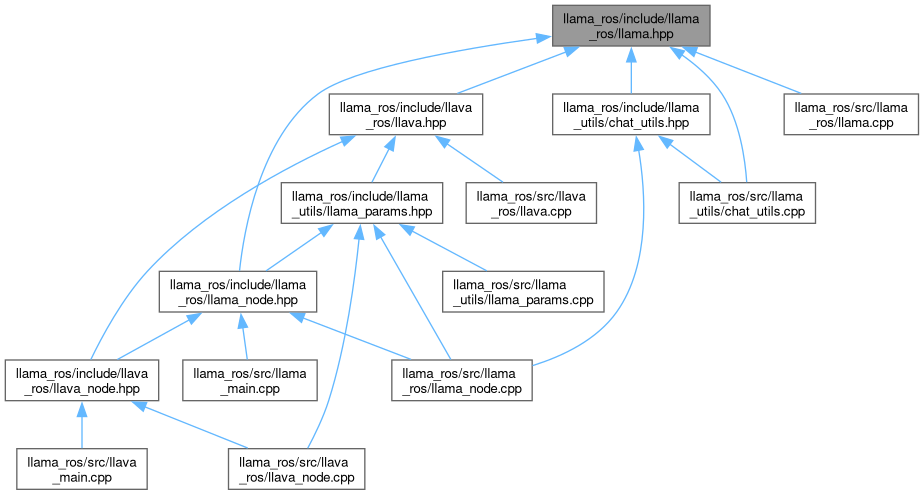 llama_ros/include/llama
_ros/llama.hpp
llama_ros/include/llava
_ros/llava.hpp
llama_ros/include/llama
_utils/chat_utils.hpp
llama_ros/src/llama
_ros/llama.cpp
llama_ros/include/llama
_utils/llama_params.hpp
llama_ros/src/llava
_ros/llava.cpp
llama_ros/src/llama
_utils/chat_utils.cpp
llama_ros/include/llama
_ros/llama_node.hpp
llama_ros/src/llama
_utils/llama_params.cpp
llama_ros/include/llava
_ros/llava_node.hpp
llama_ros/src/llama
_main.cpp
llama_ros/src/llama
_ros/llama_node.cpp
llama_ros/src/llava
_main.cpp
llama_ros/src/llava
_ros/llava_node.cpp